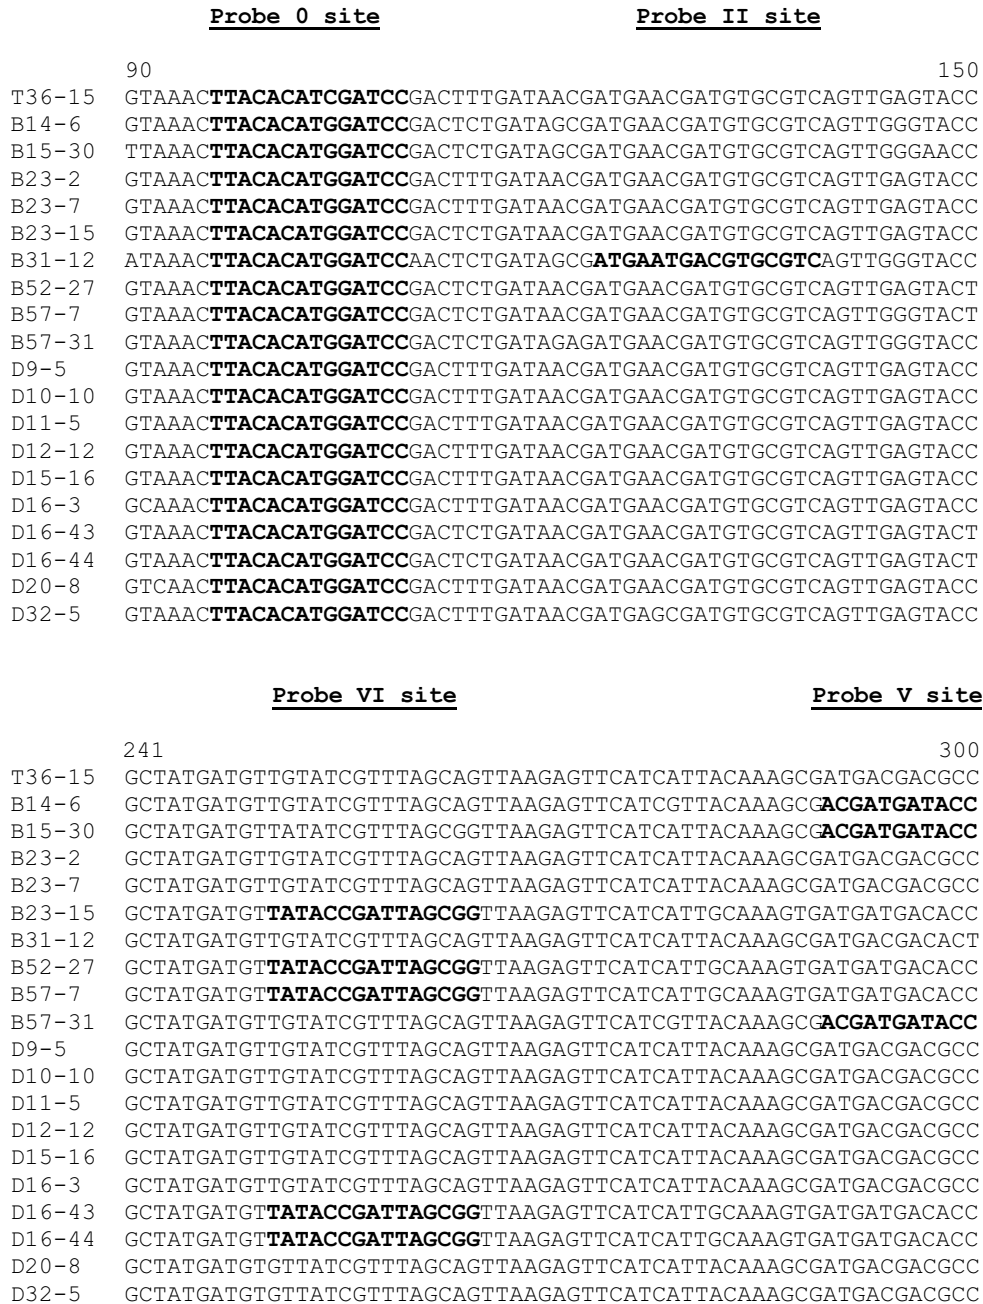 Probe 0 site Probe II site
90 150
T36-15 GTAAACTTACACATCGATCCGACTTTGATAACGATGAACGATGTGCGTCAGTTGAGTACC
B14-6 GTAAACTTACACATGGATCCGACTCTGATAGCGATGAACGATGTGCGTCAGTTGGGTACC
B15-30 TTAAACTTACACATGGATCCGACTCTGATAGCGATGAACGATGTGCGTCAGTTGGGAACC
B23-2 GTAAACTTACACATGGATCCGACTTTGATAACGATGAACGATGTGCGTCAGTTGAGTACC
B23-7 GTAAACTTACACATGGATCCGACTTTGATAACGATGAACGATGTGCGTCAGTTGAGTACC
B23-15 GTAAACTTACACATGGATCCGACTCTGATAACGATGAACGATGTGCGTCAGTTGAGTACC
B31-12 ATAAACTTACACATGGATCCAACTCTGATAGCGATGAATGACGTGCGTCAGTTGGGTACC
B52-27 GTAAACTTACACATGGATCCGACTCTGATAACGATGAACGATGTGCGTCAGTTGAGTACT
B57-7 GTAAACTTACACATGGATCCGACTCTGATAACGATGAACGATGTGCGTCAGTTGGGTACT
B57-31 GTAAACTTACACATGGATCCGACTCTGATAGAGATGAACGATGTGCGTCAGTTGGGTACC
D9-5 GTAAACTTACACATGGATCCGACTTTGATAACGATGAACGATGTGCGTCAGTTGAGTACC
D10-10 GTAAACTTACACATGGATCCGACTTTGATAACGATGAACGATGTGCGTCAGTTGAGTACC
D11-5 GTAAACTTACACATGGATCCGACTTTGATAACGATGAACGATGTGCGTCAGTTGAGTACC
D12-12 GTAAACTTACACATGGATCCGACTTTGATAACGATGAACGATGTGCGTCAGTTGAGTACC
D15-16 GTAAACTTACACATGGATCCGACTTTGATAACGATGAACGATGTGCGTCAGTTGAGTACC
D16-3 GCAAACTTACACATGGATCCGACTTTGATAACGATGAACGATGTGCGTCAGTTGAGTACC
D16-43 GTAAACTTACACATGGATCCGACTCTGATAACGATGAACGATGTGCGTCAGTTGAGTACT
D16-44 GTAAACTTACACATGGATCCGACTCTGATAACGATGAACGATGTGCGTCAGTTGAGTACT
D20-8 GTCAACTTACACATGGATCCGACTTTGATAACGATGAACGATGTGCGTCAGTTGAGTACC
D32-5 GTAAACTTACACATGGATCCGACTTTGATAACGATGAGCGATGTGCGTCAGTTGAGTACC
Probe VI site Probe V site
241 300
T36-15 GCTATGATGTTGTATCGTTTAGCAGTTAAGAGTTCATCATTACAAAGCGATGACGACGCC
B14-6 GCTATGATGTTGTATCGTTTAGCAGTTAAGAGTTCATCGTTACAAAGCGACGATGATACC
B15-30 GCTATGATGTTATATCGTTTAGCGGTTAAGAGTTCATCATTACAAAGCGACGATGATACC
B23-2 GCTATGATGTTGTATCGTTTAGCAGTTAAGAGTTCATCATTACAAAGCGATGACGACGCC
B23-7 GCTATGATGTTGTATCGTTTAGCAGTTAAGAGTTCATCATTACAAAGCGATGACGACGCC
B23-15 GCTATGATGTTATACCGATTAGCGGTTAAGAGTTCATCATTGCAAAGTGATGATGACACC
B31-12 GCTATGATGTTGTATCGTTTAGCAGTTAAGAGTTCATCATTACAAAGCGATGACGACACT
B52-27 GCTATGATGTTATACCGATTAGCGGTTAAGAGTTCATCATTGCAAAGTGATGATGACACC
B57-7 GCTATGATGTTATACCGATTAGCGGTTAAGAGTTCATCATTGCAAAGTGATGATGACACC
B57-31 GCTATGATGTTGTATCGTTTAGCAGTTAAGAGTTCATCGTTACAAAGCGACGATGATACC
D9-5 GCTATGATGTTGTATCGTTTAGCAGTTAAGAGTTCATCATTACAAAGCGATGACGACGCC
D10-10 GCTATGATGTTGTATCGTTTAGCAGTTAAGAGTTCATCATTACAAAGCGATGACGACGCC
D11-5 GCTATGATGTTGTATCGTTTAGCAGTTAAGAGTTCATCATTACAAAGCGATGACGACGCC
D12-12 GCTATGATGTTGTATCGTTTAGCAGTTAAGAGTTCATCATTACAAAGCGATGACGACGCC
D15-16 GCTATGATGTTGTATCGTTTAGCAGTTAAGAGTTCATCATTACAAAGCGATGACGACGCC
D16-3 GCTATGATGTTGTATCGTTTAGCAGTTAAGAGTTCATCATTACAAAGCGATGACGACGCC
D16-43 GCTATGATGTTATACCGATTAGCGGTTAAGAGTTCATCATTGCAAAGTGATGATGACACC
D16-44 GCTATGATGTTATACCGATTAGCGGTTAAGAGTTCATCATTGCAAAGTGATGATGACACC
D20-8 GCTATGATGTGTTATCGTTTAGCAGTTAAGAGTTCATCATTACAAAGCGATGACGACGCC
D32-5 GCTATGATGTGTTATCGTTTAGCAGTTAAGAGTTCATCATTACAAAGCGATGACGACGCC